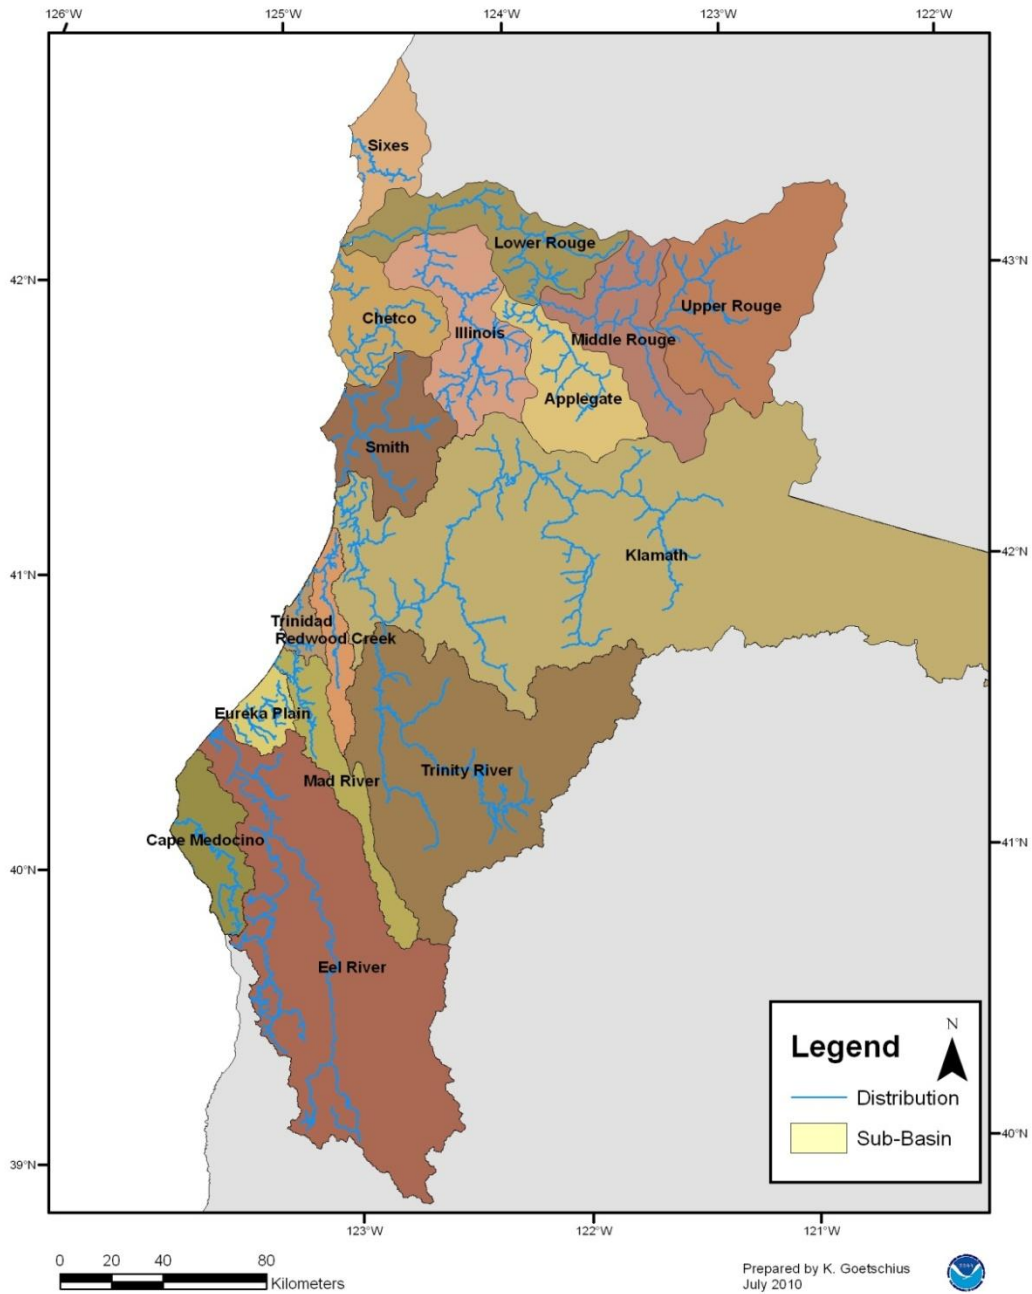 126°W 125°W 124°W 123°W 122°W
Sixes
Lower Rouge
43°N
42°N
Upper Rouge
Chetco
Illinois
Middle Rouge
Applegate
Smith
Klamath
42°N
41°N
Trinidad
Redwood Creek
Eureka Plain
Trinity River
Mad River
Cape Medocino
41°N
40°N
Eel River
Legend
N
Distribution
Sub-Basin
40°N
39°N
123°W 122°W 121°W
0 20 40 80
Kilometers
Prepared by K. Goetschius
July 2010